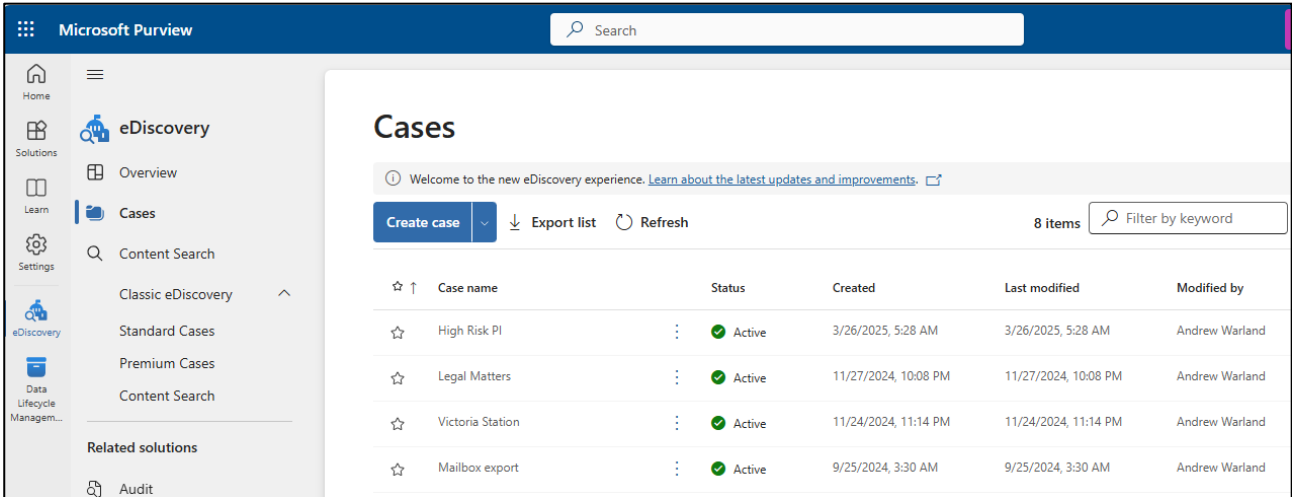 Microsoft Purview
Search
Home
Solutions
Learn
Settings
eDiscovery
Data
Lifecycle
Managem...
eDiscovery
Overview
Cases
Content Search
Classic eDiscovery
Standard Cases
Premium Cases
Content Search
Related solutions
Audit
Cases
Welcome to the new eDiscovery experience. Learn about the latest updates and improvements.
Create case Export list Refresh 8 items Filter by keyword
Case name Status Created Last modified Modified by
High Risk PI Active 3/26/2025, 5:28 AM 3/26/2025, 5:28 AM Andrew Warland
Legal Matters Active 11/27/2024, 10:08 PM 11/27/2024, 10:08 PM Andrew Warland
Victoria Station Active 11/24/2024, 11:14 PM 11/24/2024, 11:14 PM Andrew Warland
Mailbox export Active 9/25/2024, 3:30 AM 9/25/2024, 3:30 AM Andrew Warland